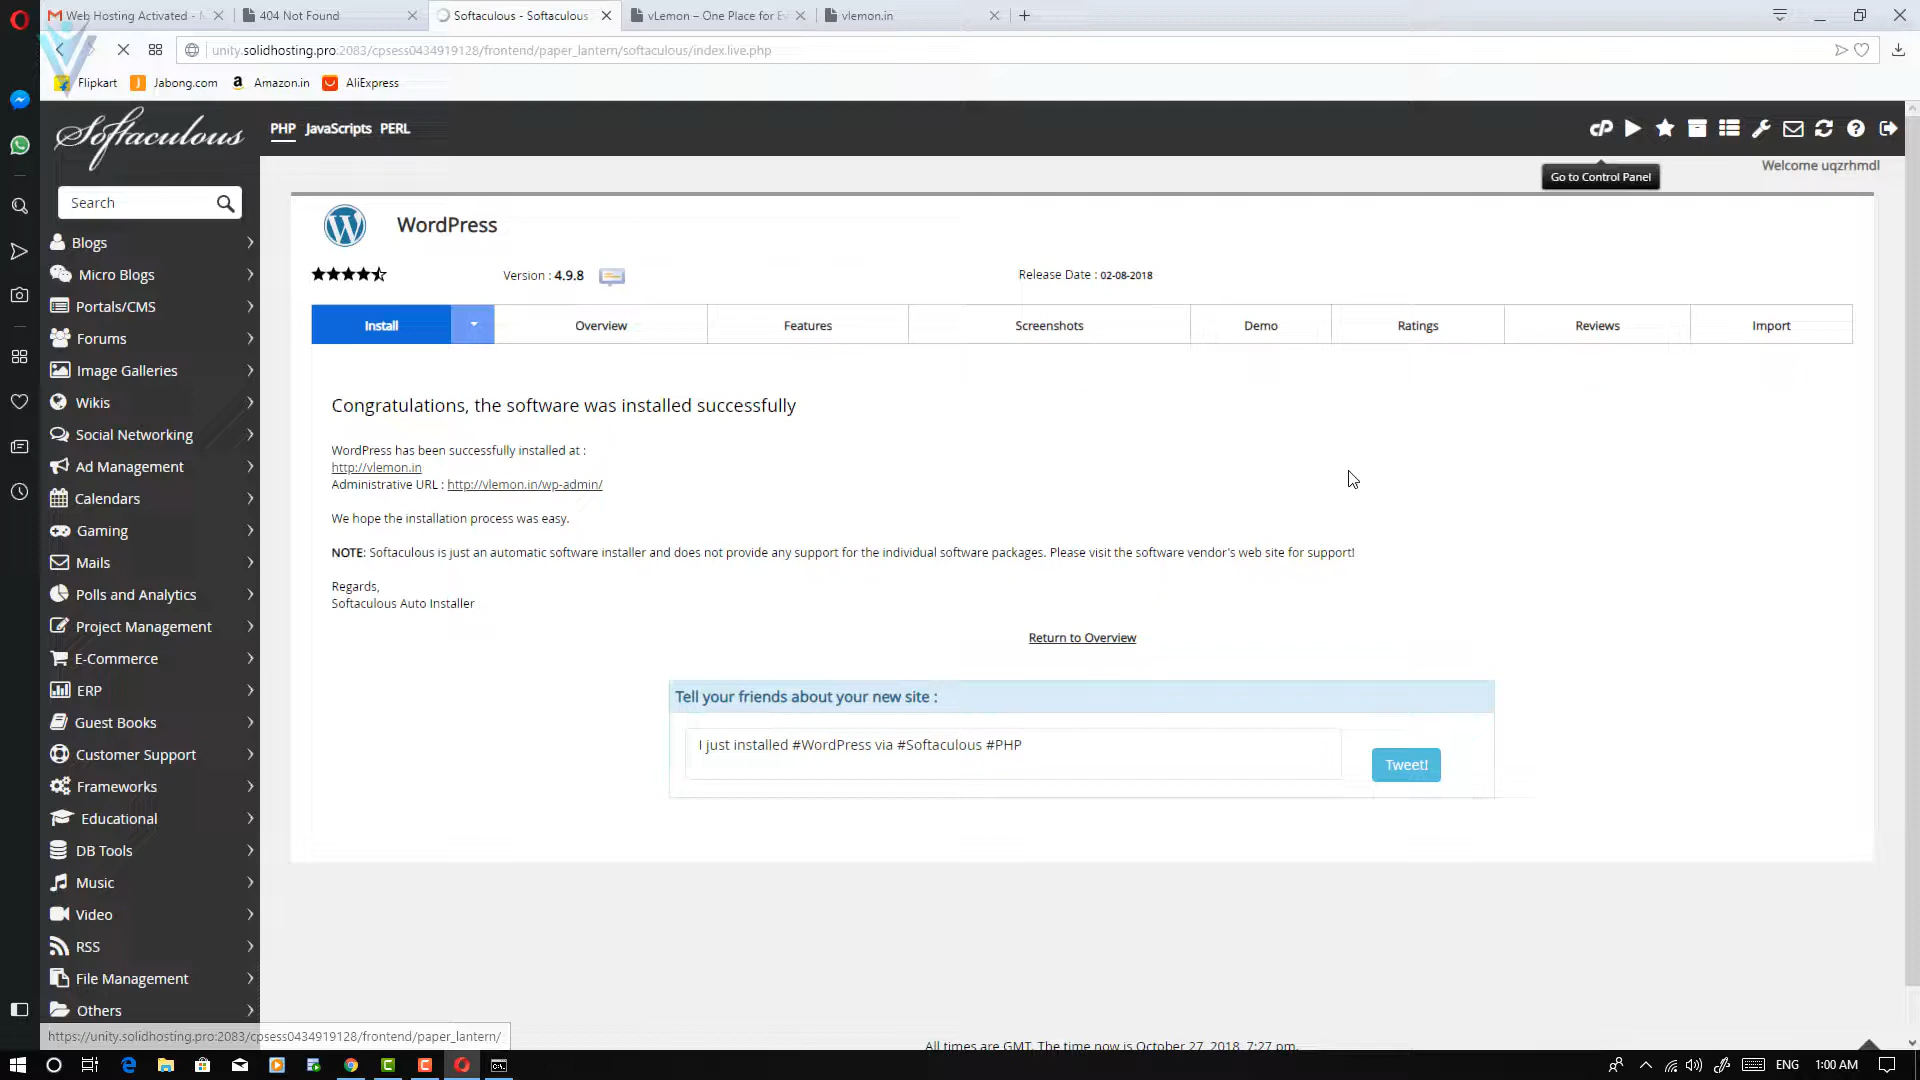 Web Hosting Activated -
404 Not Found
Softaculous - Softaculous
vLemon – One Place for E
vlemon.in
unity.solidhosting.pro:2083/cpsess0434919128/frontend/paper_lantern/softaculous/index.live.php
Flipkart
Jabong.com
Amazon.in
AliExpress
Softaculous
PHP JavaScripts PERL
Go to Control Panel
Welcome uqzrhmdl
Search
Blogs
Micro Blogs
Portals/CMS
Forums
Image Galleries
Wikis
Social Networking
Ad Management
Calendars
Gaming
Mails
Polls and Analytics
Project Management
E-Commerce
ERP
Guest Books
Customer Support
Frameworks
Educational
DB Tools
Music
Video
RSS
File Management
Others
WordPress
Version : 4.9.8
Release Date : 02-08-2018
Install
Overview
Features
Screenshots
Demo
Ratings
Reviews
Import
Congratulations, the software was installed successfully
WordPress has been successfully installed at :
http://vlemon.in
Administrative URL : http://vlemon.in/wp-admin/
We hope the installation process was easy.
NOTE: Softaculous is just an automatic software installer and does not provide any support for the individual software packages. Please visit the software vendor's web site for support!
Regards,
Softaculous Auto Installer
Return to Overview
Tell your friends about your new site :
I just installed #WordPress via #Softaculous #PHP
Tweet!
All times are GMT. The time now is October 27, 2018, 7:27 pm.
https://unity.solidhosting.pro:2083/cpsess0434919128/frontend/paper_lantern/
ENG
1:00 AM